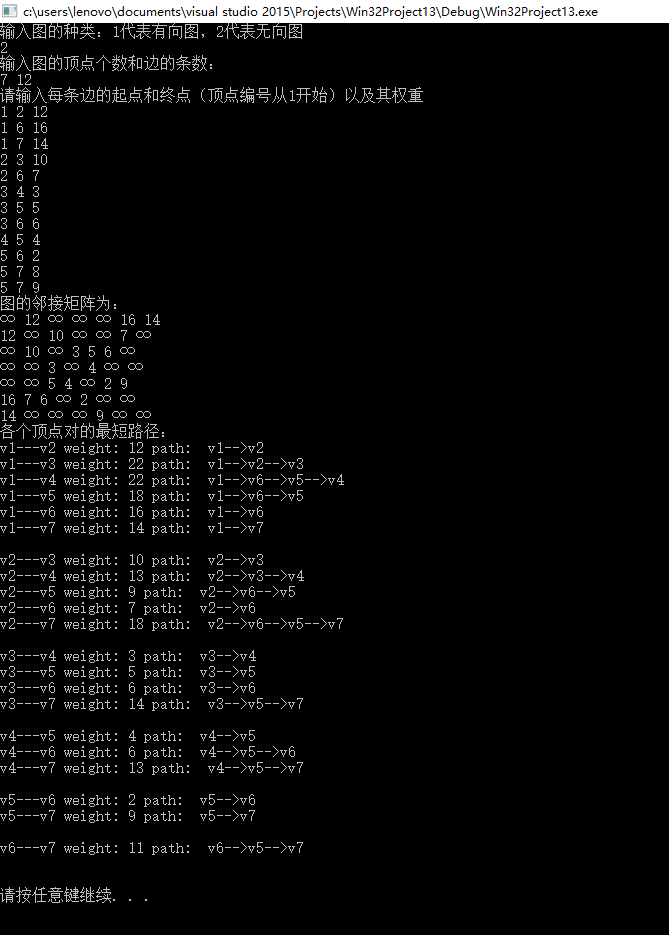 c:\users\lenovo\documents\visual studio 2015\Projects\Win32Project13\Debug\Win32Project13.exe
输入图的种类：1代表有向图，2代表无向图
2
输入图的顶点个数和边的条数：
7 12
请输入每条边的起点和终点（顶点编号从1开始）以及其权重
1 2 12
1 6 16
1 7 14
2 3 10
2 6 7
3 4 3
3 5 5
3 6 6
4 5 4
5 6 2
5 7 8
5 7 9
图的邻接矩阵为：
∞ 12 ∞ ∞ ∞ 16 14
12 ∞ 10 ∞ ∞ 7 ∞
∞ 10 ∞ 3 5 6 ∞
∞ ∞ 3 ∞ 4 ∞ ∞
∞ ∞ 5 4 ∞ 2 9
16 7 6 ∞ 2 ∞ ∞
14 ∞ ∞ ∞ 9 ∞ ∞
各个顶点对的最短路径：
v1---v2 weight: 12 path:  v1-->v2
v1---v3 weight: 22 path:  v1-->v2-->v3
v1---v4 weight: 22 path:  v1-->v6-->v5-->v4
v1---v5 weight: 18 path:  v1-->v6-->v5
v1---v6 weight: 16 path:  v1-->v6
v1---v7 weight: 14 path:  v1-->v7
v2---v3 weight: 10 path:  v2-->v3
v2---v4 weight: 13 path:  v2-->v3-->v4
v2---v5 weight: 9 path:  v2-->v6-->v5
v2---v6 weight: 7 path:  v2-->v6
v2---v7 weight: 18 path:  v2-->v6-->v5-->v7
v3---v4 weight: 3 path:  v3-->v4
v3---v5 weight: 5 path:  v3-->v5
v3---v6 weight: 6 path:  v3-->v6
v3---v7 weight: 14 path:  v3-->v5-->v7
v4---v5 weight: 4 path:  v4-->v5
v4---v6 weight: 6 path:  v4-->v5-->v6
v4---v7 weight: 13 path:  v4-->v5-->v7
v5---v6 weight: 2 path:  v5-->v6
v5---v7 weight: 9 path:  v5-->v7
v6---v7 weight: 11 path:  v6-->v5-->v7
请按任意键继续. . .